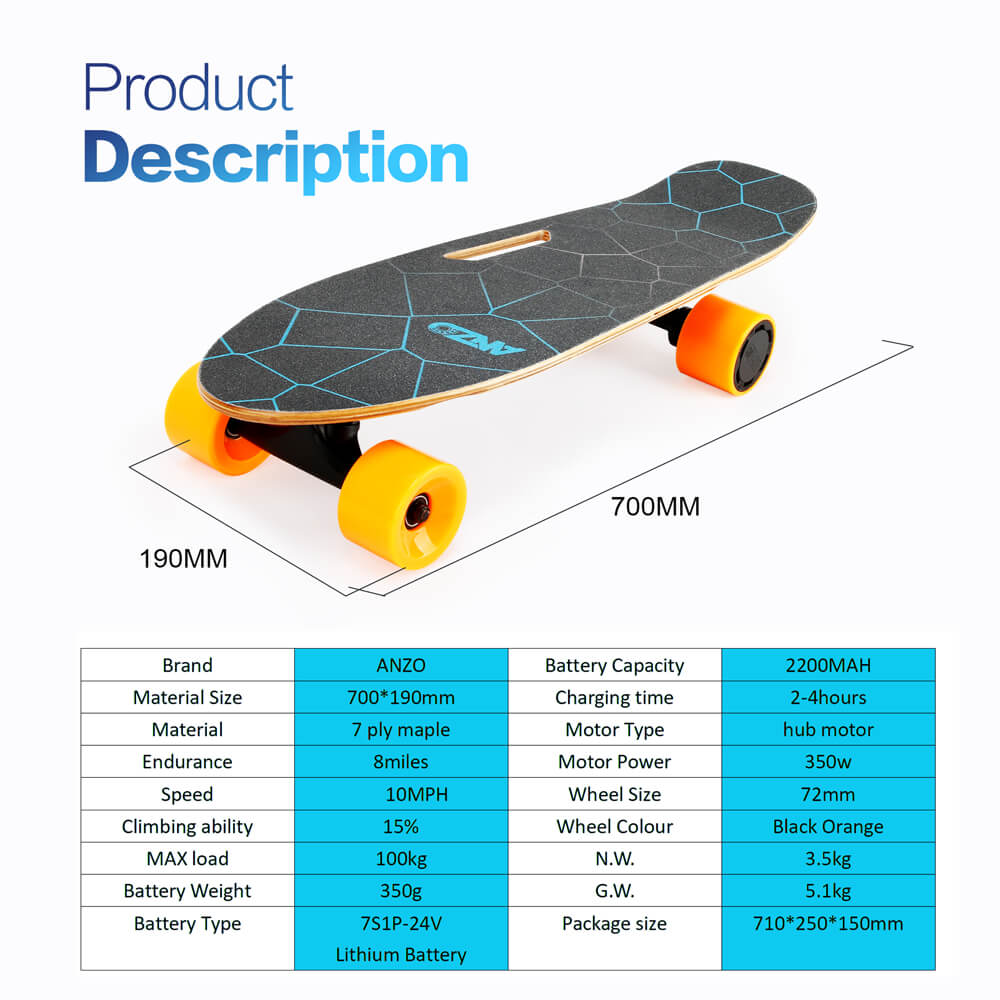 Product
Description
ANZO
700MM
190MM
Brand ANZO Battery Capacity 2200MAH
Material Size 700*190mm Charging time 2-4hours
Material 7 ply maple Motor Type hub motor
Endurance 8miles Motor Power 350w
Speed 10MPH Wheel Size 72mm
Climbing ability 15% Wheel Colour Black Orange
MAX load 100kg N.W. 3.5kg
Battery Weight 350g G.W. 5.1kg
Battery Type 7S1P-24V Package size 710*250*150mm
Lithium Battery